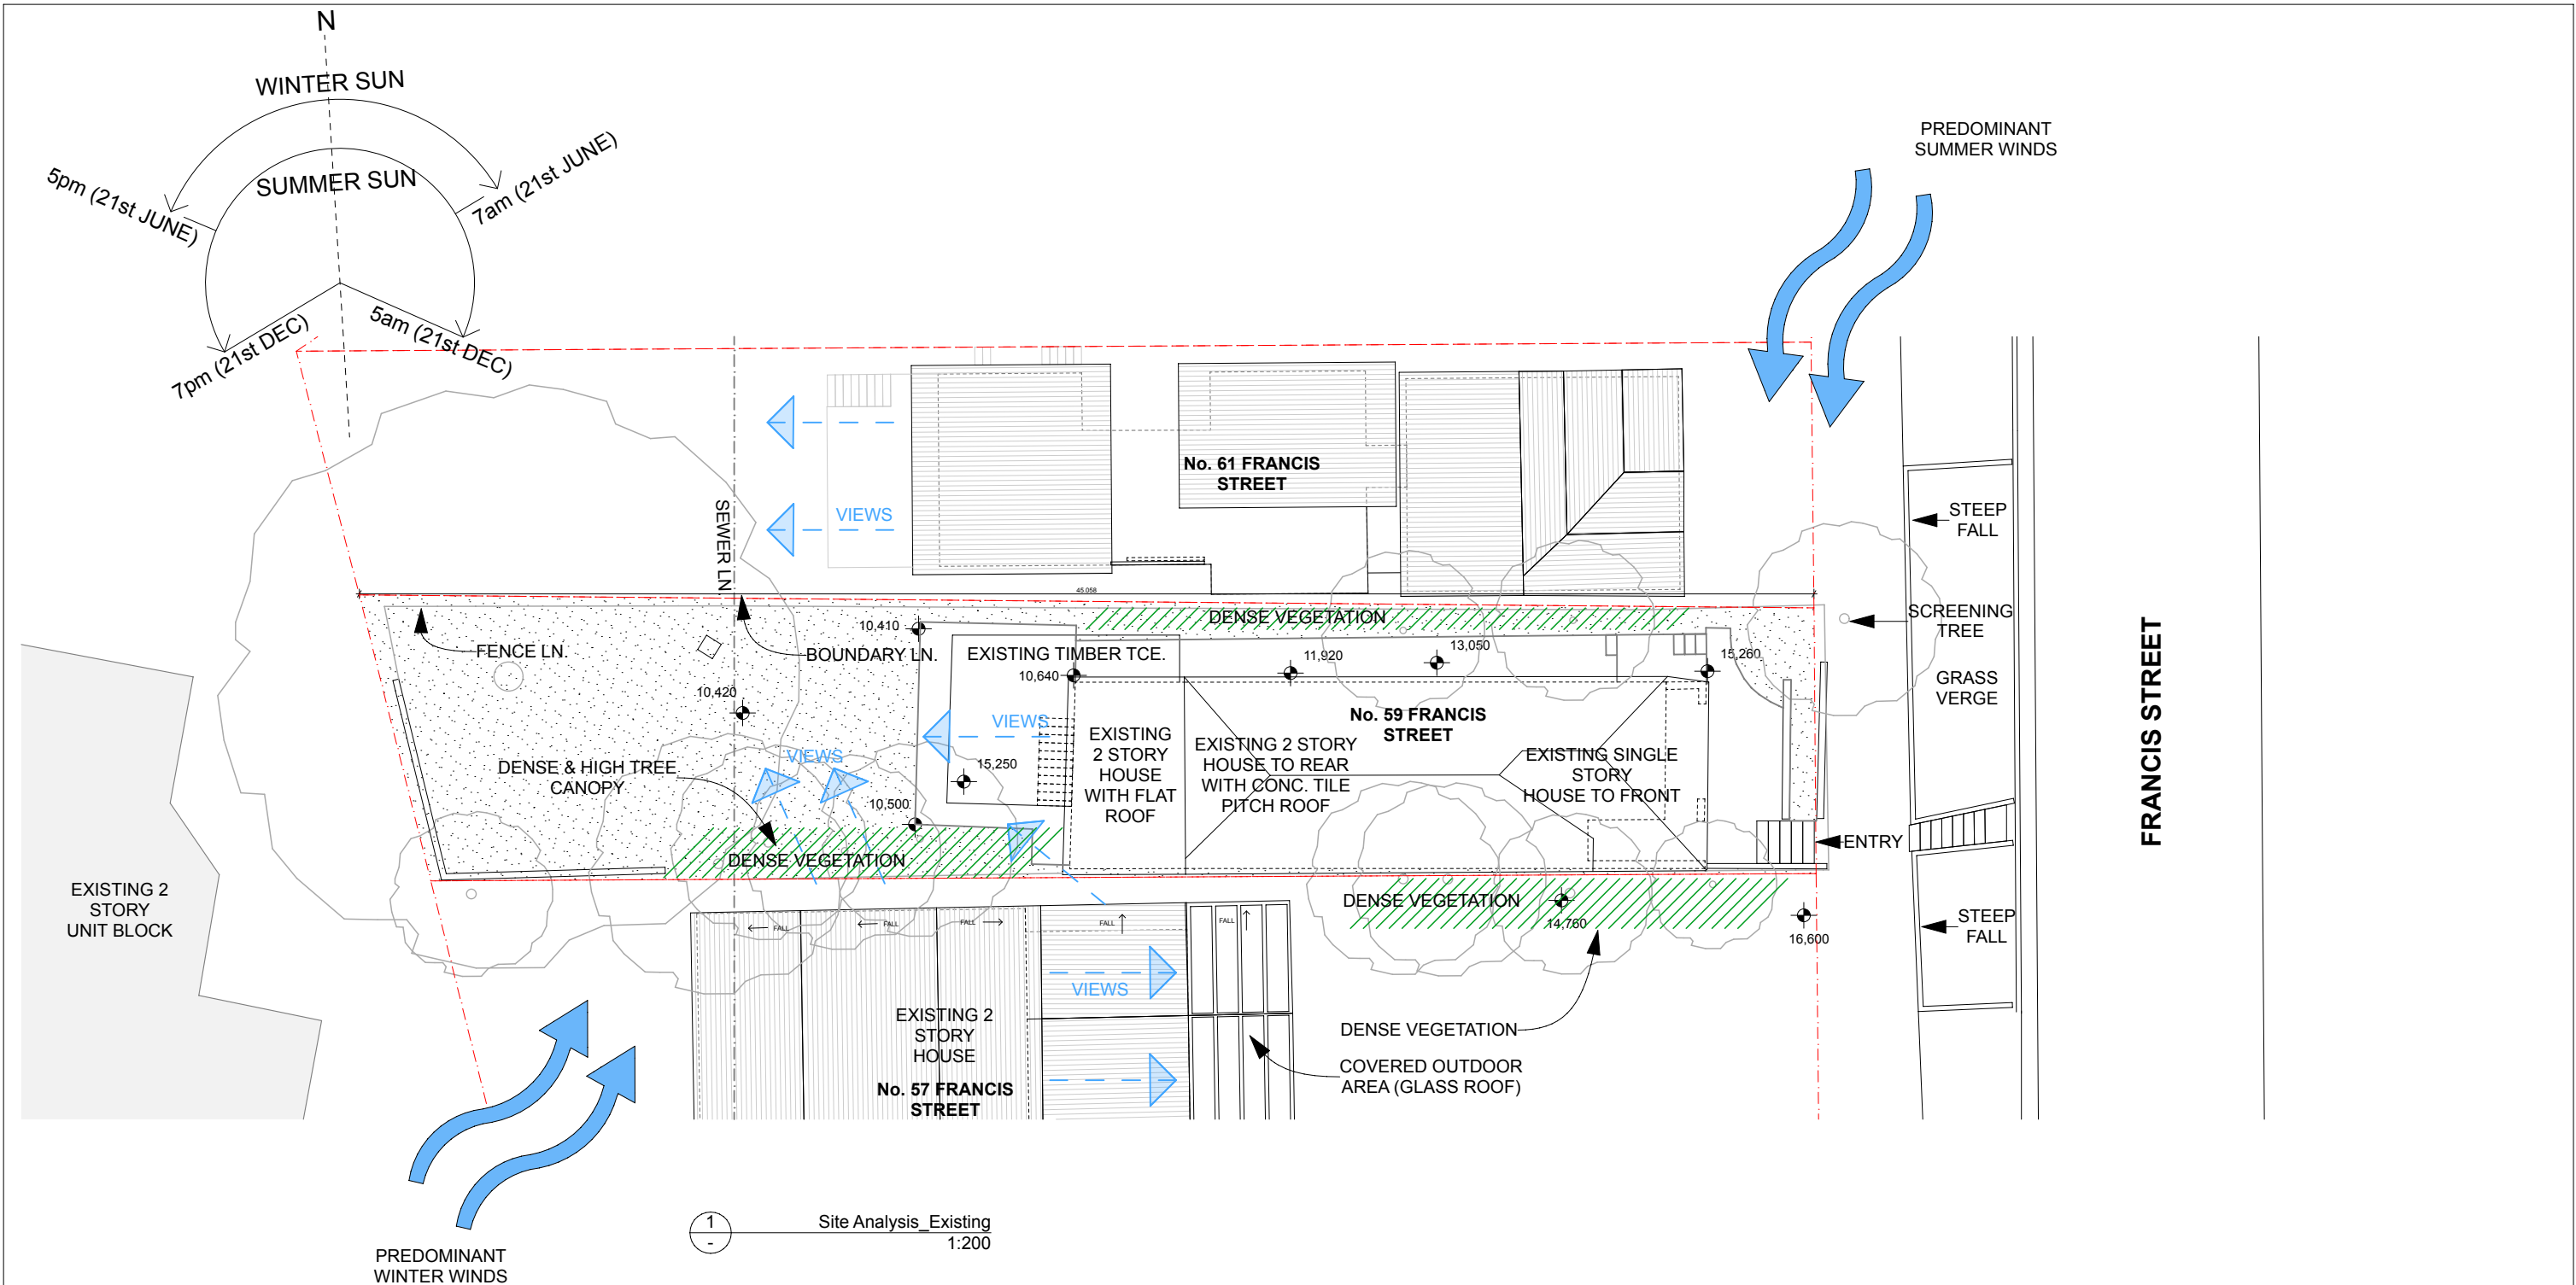 N
WINTER SUN
SUMMER SUN
5pm (21st JUNE)
7am (21st JUNE)
7pm (21st DEC)
5am (21st DEC)
PREDOMINANT
SUMMER WINDS
SEWER LN
VIEWS
No. 61 FRANCIS
STREET
STEEP
FALL
45.058
DENSE VEGETATION
SCREENING
TREE
FENCE LN.
BOUNDARY LN.
10,410
EXISTING TIMBER TCE.
10,640
11,920
13,050
15,260
GRASS
VERGE
10,420
VIEWS
No. 59 FRANCIS
STREET
FRANCIS STREET
EXISTING
2 STORY
HOUSE
WITH FLAT
ROOF
EXISTING 2 STORY
HOUSE TO REAR
WITH CONC. TILE
PITCH ROOF
EXISTING SINGLE
STORY
HOUSE TO FRONT
VIEWS
DENSE & HIGH TREE
CANOPY
15,250
10,500
ENTRY
DENSE VEGETATION
EXISTING 2
STORY
UNIT BLOCK
DENSE VEGETATION
14,760
16,600
STEEP
FALL
FALL
FALL
FALL
FALL
FALL
VIEWS
EXISTING 2
STORY
HOUSE
No. 57 FRANCIS
STREET
DENSE VEGETATION
COVERED OUTDOOR
AREA (GLASS ROOF)
1
-
Site Analysis_Existing
1:200
PREDOMINANT
WINTER WINDS